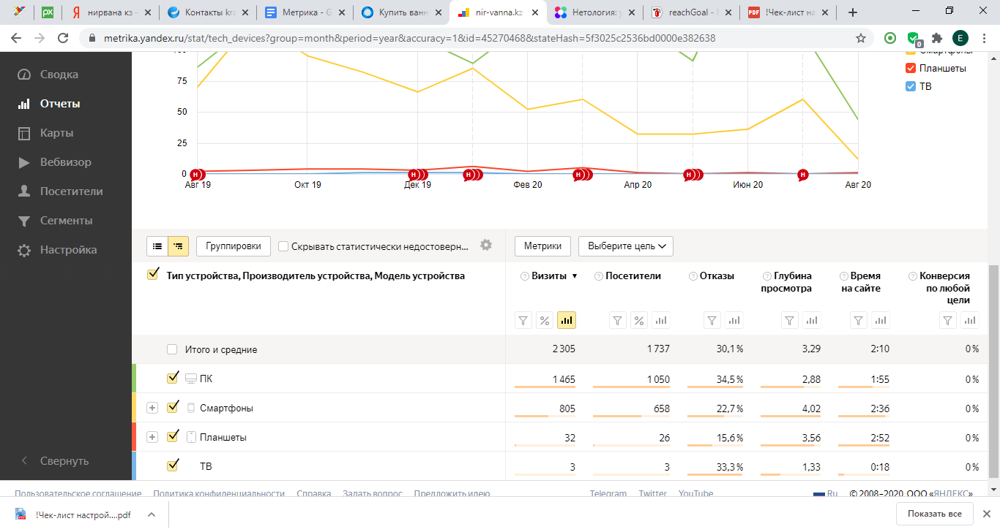 нирвана кз –
Контакты kra
Метрика – G
Купить ванн
nir-vanna.kz
Нетология: у
reachGoal -
!Чек-лист на
metrika.yandex.ru/stat/tech_devices?group=month&period=year&accuracy=1&id=45270468&stateHash=5f3025c2536bd0000e382638
0
E
Сводка
Отчеты
Карты
Вебвизор
Посетители
Сегменты
Настройка
Свернуть
100
75
50
25
0
Авг 19
Окт 19
Дек 19
Фев 20
Апр 20
Июн 20
Авг 20
Смартфоны
Планшеты
ТВ
Группировки
Скрывать статистически недостоверн...
Метрики
Выберите цель
Тип устройства, Производитель устройства, Модель устройства
Визиты ▼
Посетители
Отказы
Глубина просмотра
Время на сайте
Конверсия по любой цели
Итого и средние 2 305 1 737 30,1 % 3,29 2:10 0 %
ПК 1 465 1 050 34,5 % 2,88 1:55 0 %
Смартфоны 805 658 22,7 % 4,02 2:36 0 %
Планшеты 32 26 15,6 % 3,56 2:52 0 %
ТВ 3 3 33,3 % 1,33 0:18 0 %
Пользовательское соглашение Политика конфиденциальности Справка Задать вопрос Предложить идею Telegram Twitter YouTube Ru © 2008–2020 ООО «ЯНДЕКС»
!Чек-лист настрой....pdf
Показать все